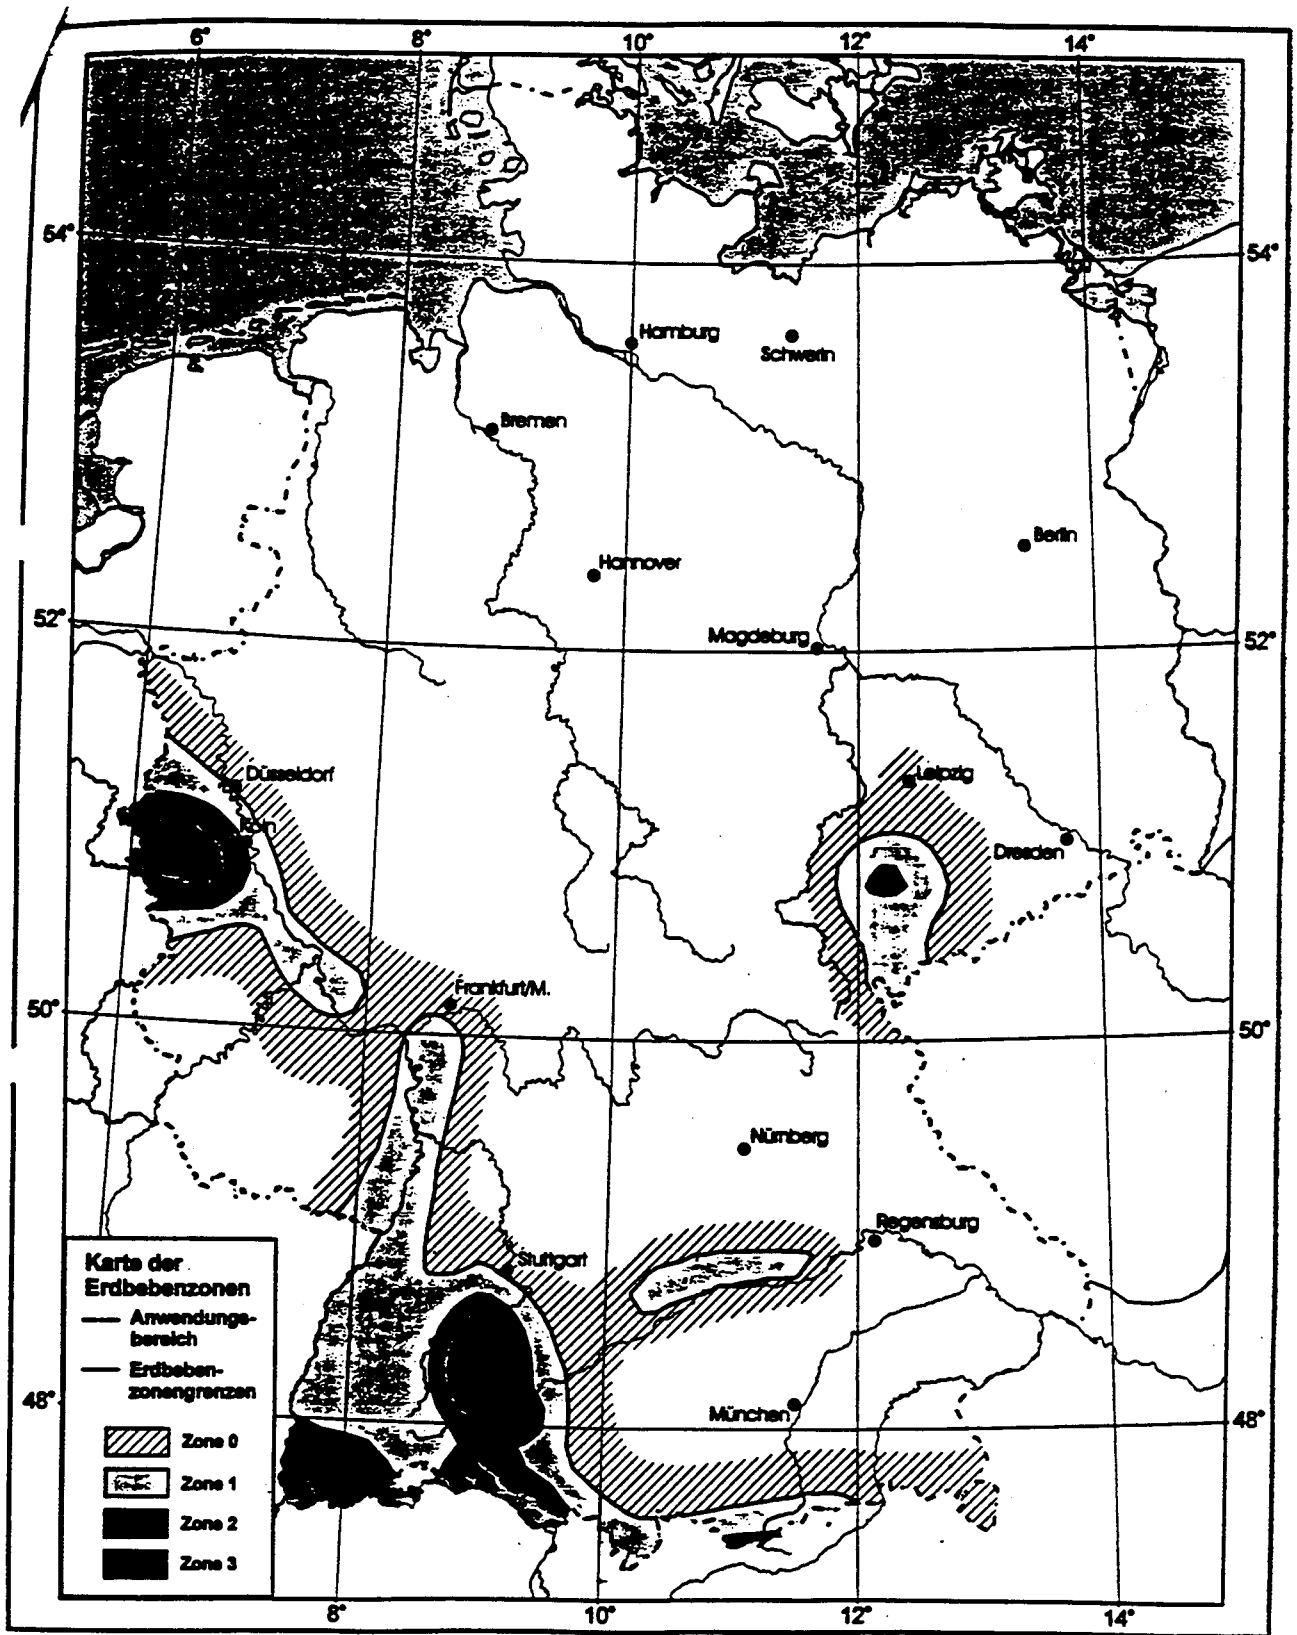 6° 8° 10° 12° 14°
54° 54°
Hamburg
Schwerin
Bremen
Berlin
Hannover
52° 52°
Magdeburg
Düsseldorf
Leipzig
Köln
Dresden
Frankfurt/M.
50° 50°
Nürnberg
Regensburg
Stuttgart
Karte der
Erdbebenzonen
Anwendungs-
bereich
Erdbeben-
zonengrenzen
48° 48°
München
Zone 0
Zone 1
Zone 2
Zone 3
8° 10° 12° 14°